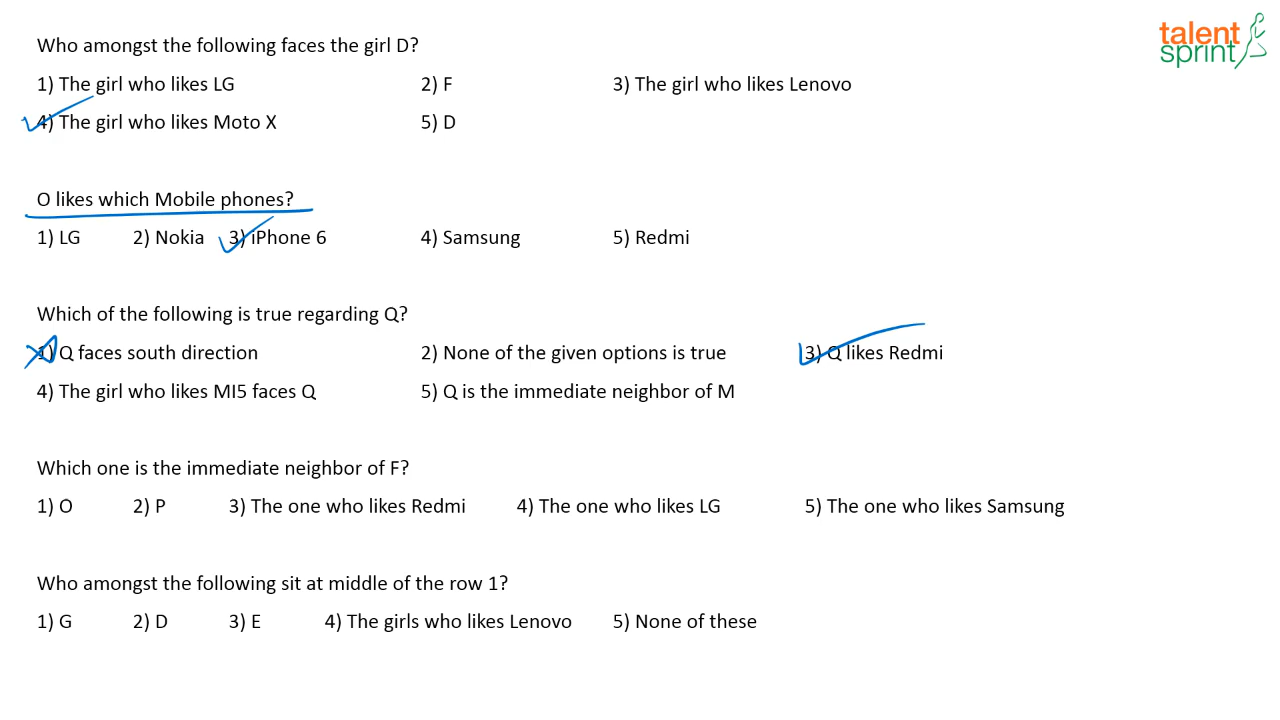 talent
sprint
Who amongst the following faces the girl D?
1) The girl who likes LG 2) F 3) The girl who likes Lenovo
4) The girl who likes Moto X 5) D
O likes which Mobile phones?
1) LG 2) Nokia 3) iPhone 6 4) Samsung 5) Redmi
Which of the following is true regarding Q?
1) Q faces south direction 2) None of the given options is true 3) Q likes Redmi
4) The girl who likes MI5 faces Q 5) Q is the immediate neighbor of M
Which one is the immediate neighbor of F?
1) O 2) P 3) The one who likes Redmi 4) The one who likes LG 5) The one who likes Samsung
Who amongst the following sit at middle of the row 1?
1) G 2) D 3) E 4) The girls who likes Lenovo 5) None of these